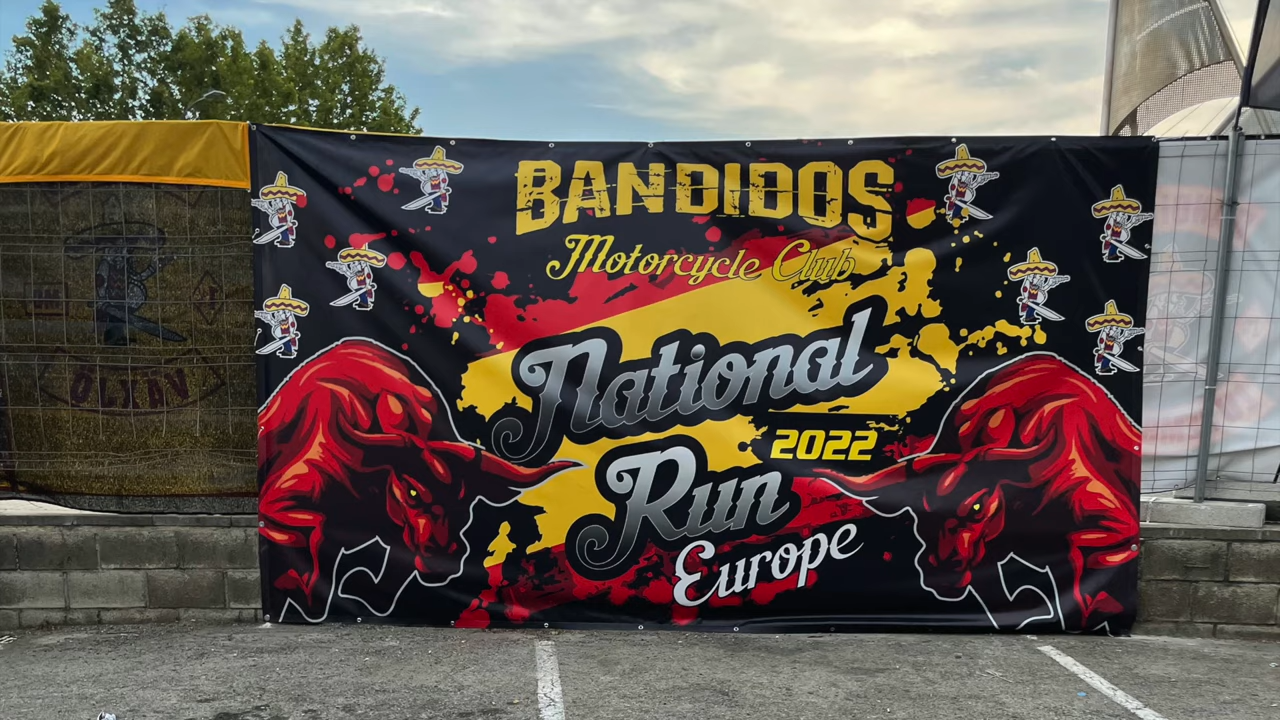 BANDIDOS
Motorcycle Club
National
2022
Run
Europe